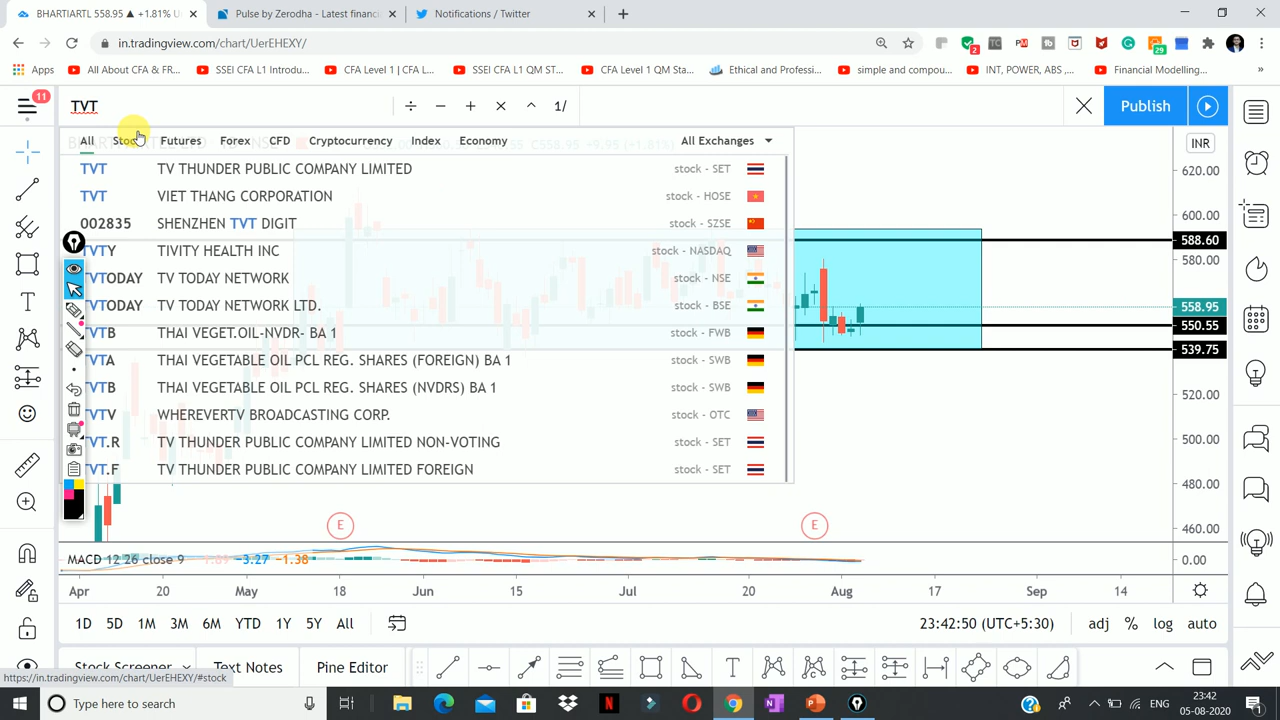 BHARTIARTL 558.95 ▲ +1.81% U
Pulse by Zerodha - Latest financi
Notifications / Twitter
in.tradingview.com/chart/UerEHEXY/
2
29
Apps
All About CFA & FR...
SSEI CFA L1 Introdu...
CFA Level 1 | CFA L...
SSEI CFA L1 QM ST...
CFA Level 1 QM Sta...
Ethical and Professi...
simple and compou...
INT, POWER, ABS ,...
Financial Modelling...
11
TVT
÷ − + × ^ 1/
Publish
All Stock Futures Forex CFD Cryptocurrency Index Economy All Exchanges
C558.95 +9.95 (+1.81%)
INR
TVT TV THUNDER PUBLIC COMPANY LIMITED stock - SET
TVT VIET THANG CORPORATION stock - HOSE
002835 SHENZHEN TVT DIGIT stock - SZSE
TVTY TIVITY HEALTH INC stock - NASDAQ
TVTODAY TV TODAY NETWORK stock - NSE
TVTODAY TV TODAY NETWORK LTD. stock - BSE
TVTB THAI VEGET.OIL-NVDR- BA 1 stock - FWB
TVTA THAI VEGETABLE OIL PCL REG. SHARES (FOREIGN) BA 1 stock - SWB
TVTB THAI VEGETABLE OIL PCL REG. SHARES (NVDRS) BA 1 stock - SWB
TVTV WHEREVERTV BROADCASTING CORP. stock - OTC
TVT.R TV THUNDER PUBLIC COMPANY LIMITED NON-VOTING stock - SET
TVT.F TV THUNDER PUBLIC COMPANY LIMITED FOREIGN stock - SET
620.00
600.00
588.60
580.00
558.95
550.55
539.75
520.00
500.00
480.00
460.00
E
E
MACD 12 26 close 9 −3.27 −1.38
0.00
Apr 20 May 18 Jun 15 Jul 20 Aug 17 Sep 14
1D 5D 1M 3M 6M YTD 1Y 5Y All
23:42:50 (UTC+5:30)
adj % log auto
Stock Screener
Text Notes
Pine Editor
https://in.tradingview.com/chart/UerEHEXY/#stock
Type here to search
ENG
23:42
05-08-2020
1